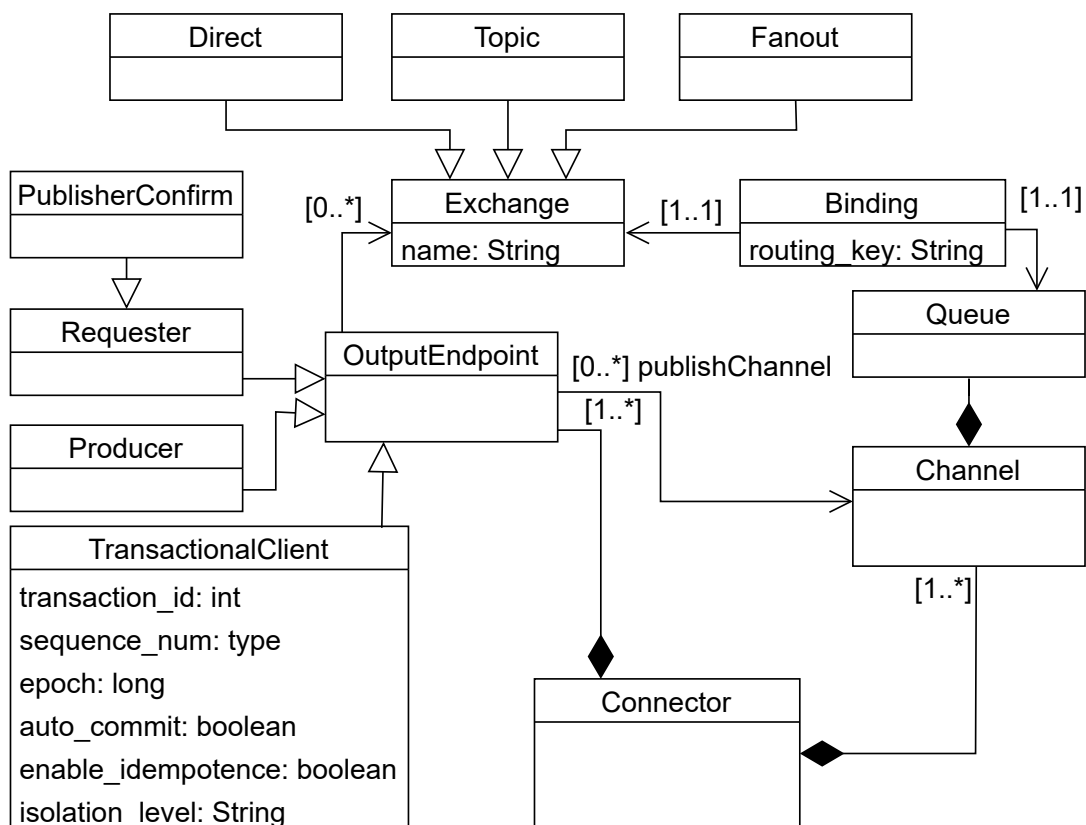 Direct
Topic
Fanout
PublisherConfirm
[0..*]
Exchange
name: String
[1..1]
Binding
routing_key: String
[1..1]
Requester
OutputEndpoint
[0..*] publishChannel
[1..*]
Queue
Producer
Channel
[1..*]
TransactionalClient
transaction_id: int
sequence_num: type
epoch: long
auto_commit: boolean
enable_idempotence: boolean
isolation_level: String
Connector